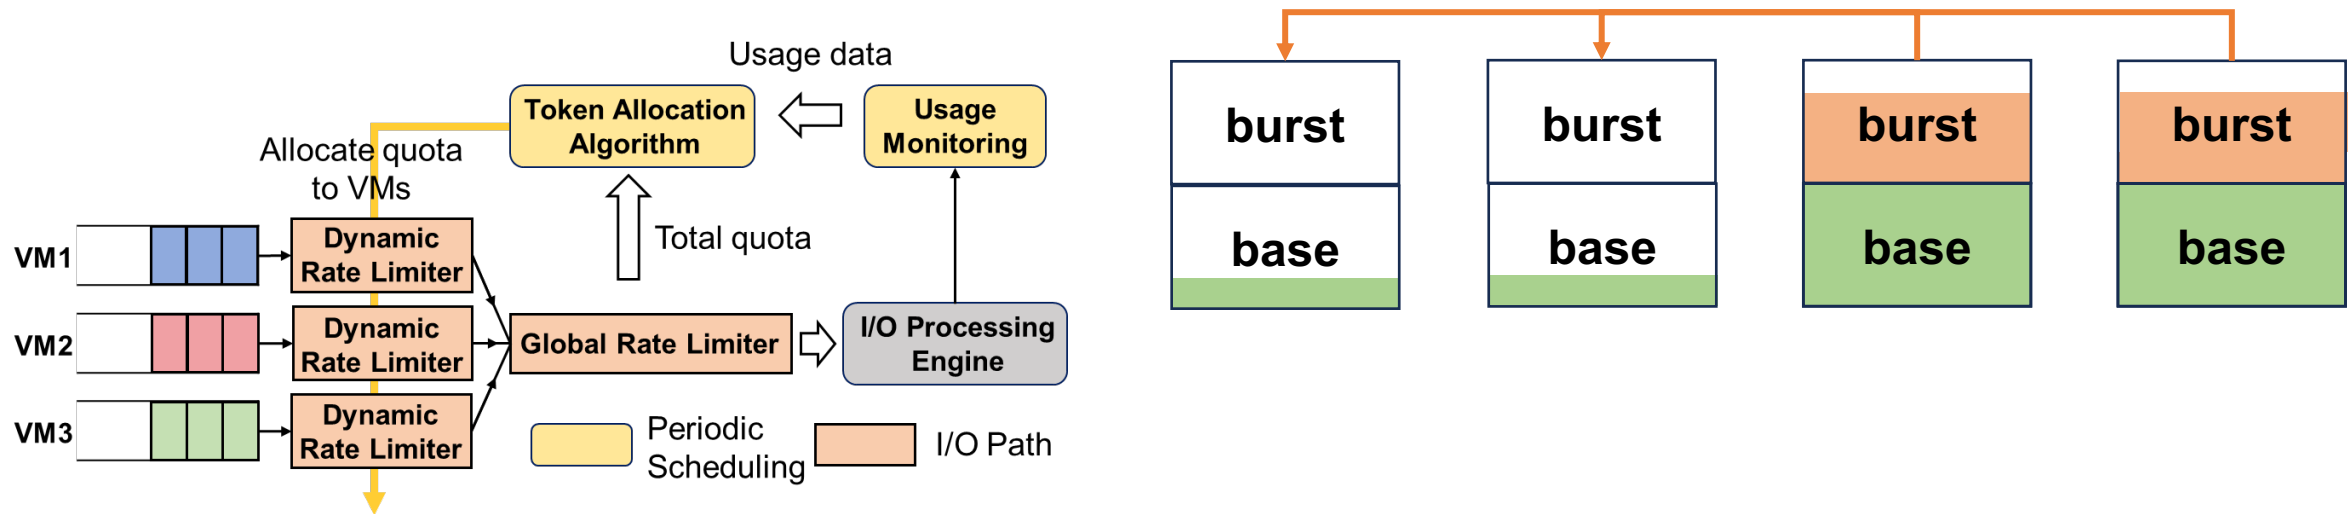 Usage data
Token Allocation
Algorithm
Usage
Monitoring
Allocate quota
to VMs
Total quota
VM1
Dynamic
Rate Limiter
VM2
Dynamic
Rate Limiter
VM3
Dynamic
Rate Limiter
Global Rate Limiter
I/O Processing
Engine
Periodic
Scheduling
I/O Path
burst
base
burst
base
burst
base
burst
base